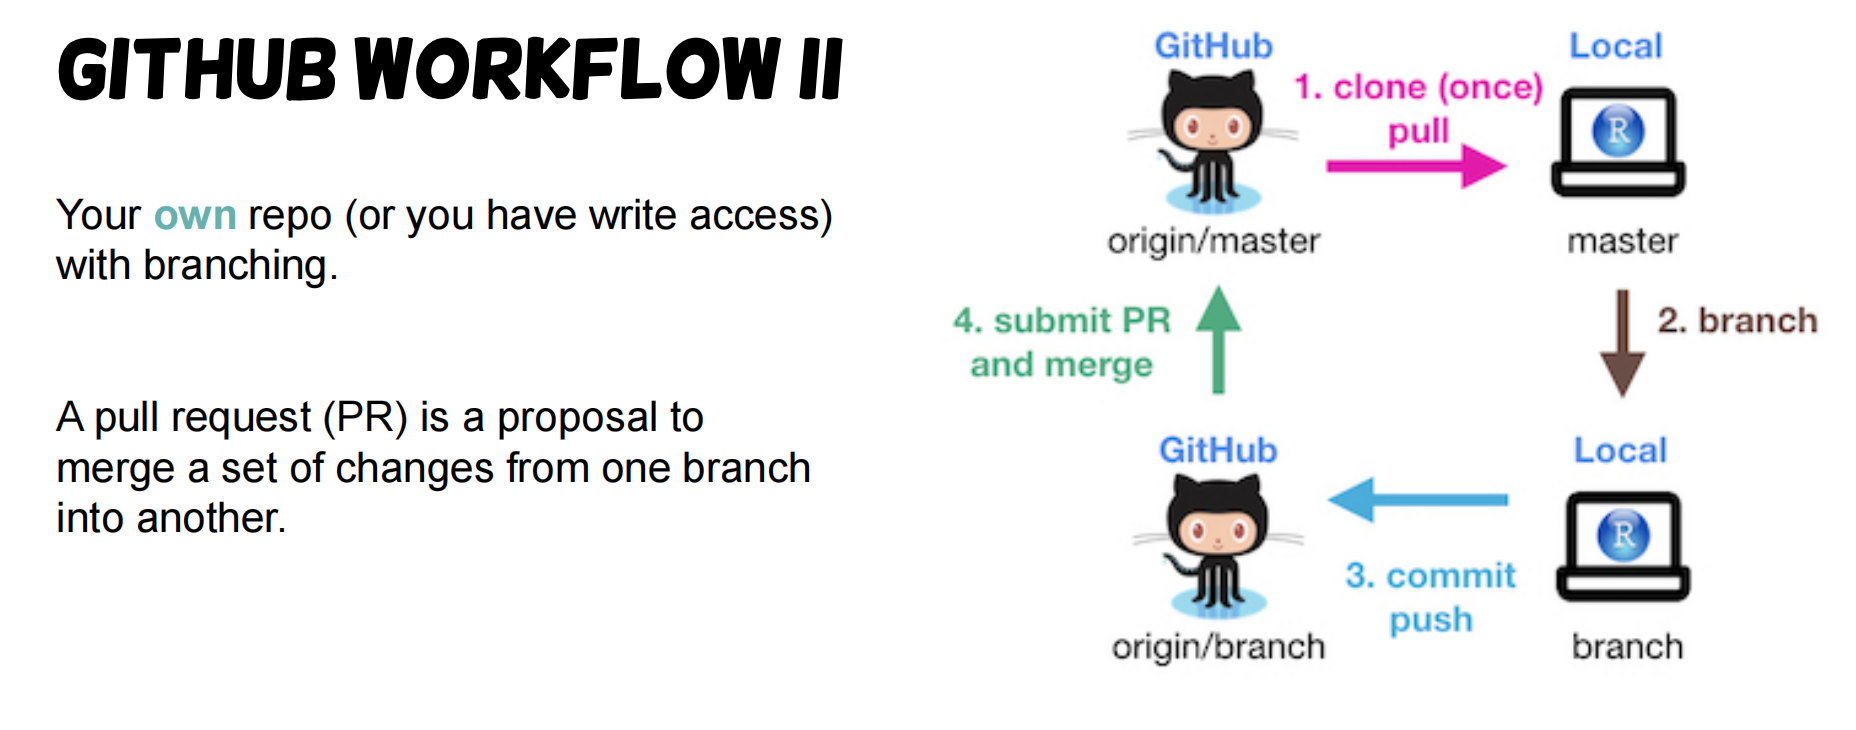 GITHUB WORKFLOW II
Your own repo (or you have write access)
with branching.
A pull request (PR) is a proposal to
merge a set of changes from one branch
into another.
GitHub
Local
1. clone (once)
pull
R
origin/master
master
4. submit PR
and merge
2. branch
GitHub
Local
R
3. commit
push
origin/branch
branch